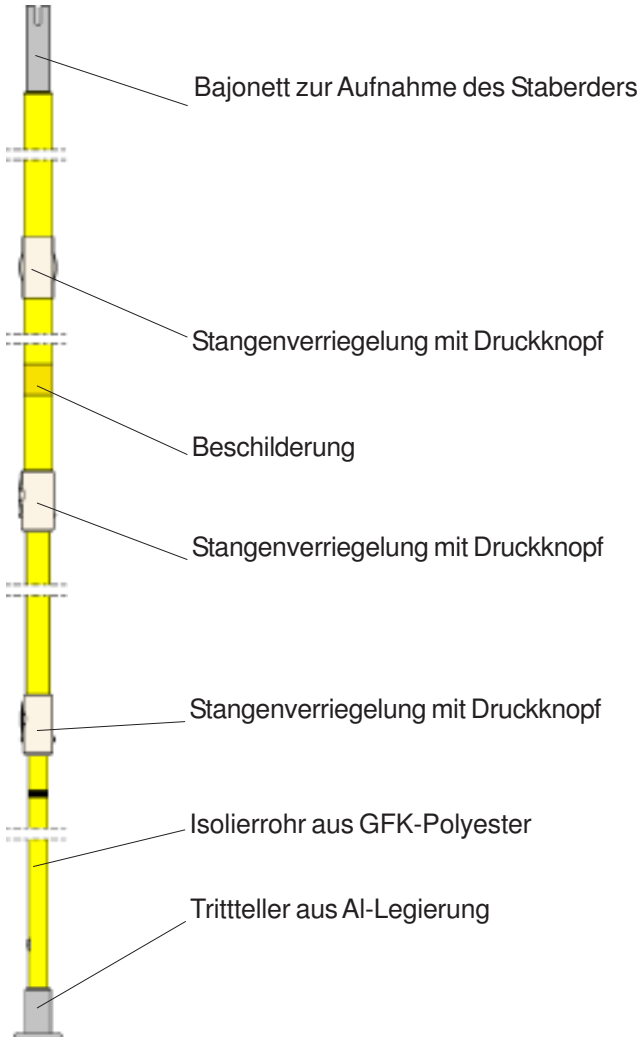 Bajonett zur Aufnahme des Staberders
Stangenverriegelung mit Druckknopf
Beschilderung
Stangenverriegelung mit Druckknopf
Stangenverriegelung mit Druckknopf
Isolierrohr aus GFK-Polyester
Trittteller aus Al-Legierung